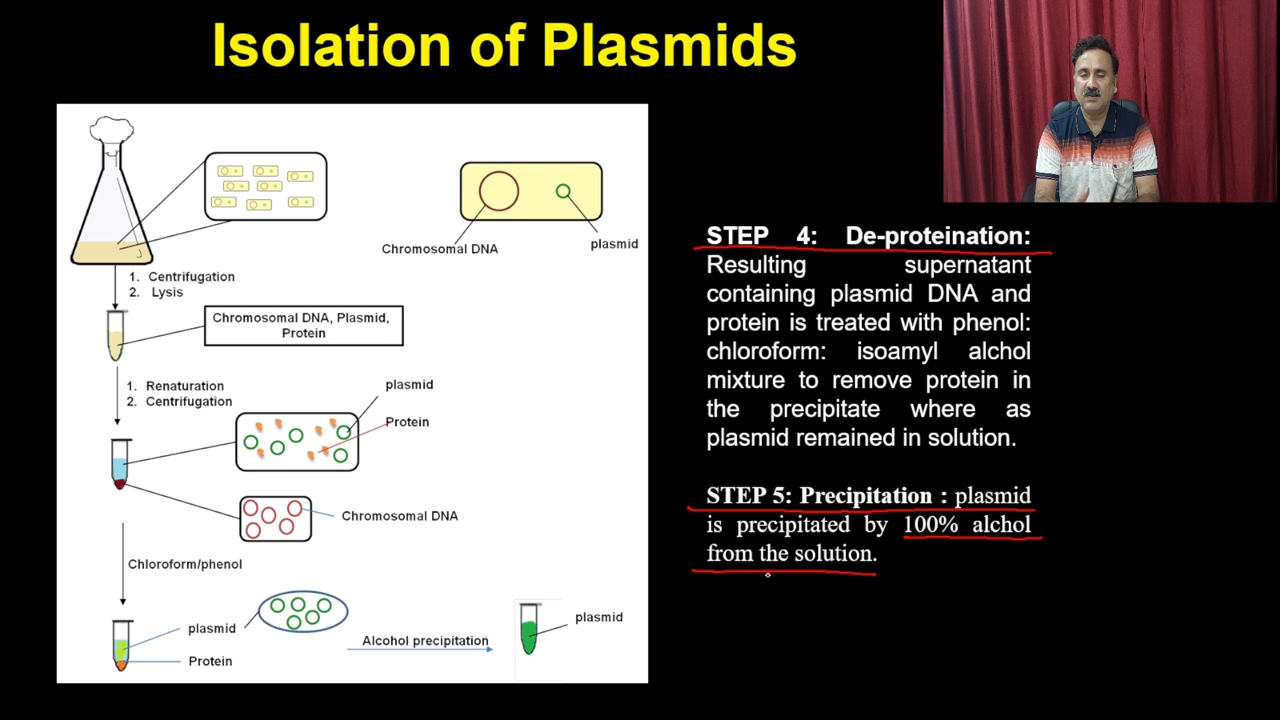 Isolation of Plasmids
Chromosomal DNA
plasmid
1. Centrifugation
2. Lysis
Chromosomal DNA, Plasmid,
Protein
1. Renaturation
2. Centrifugation
plasmid
Protein
Chromosomal DNA
Chloroform/phenol
plasmid
Protein
Alcohol precipitation
plasmid
STEP 4: De-proteination:
Resulting supernatant
containing plasmid DNA and
protein is treated with phenol:
chloroform: isoamyl alchol
mixture to remove protein in
the precipitate where as
plasmid remained in solution.
STEP 5: Precipitation : plasmid
is precipitated by 100% alchol
from the solution.